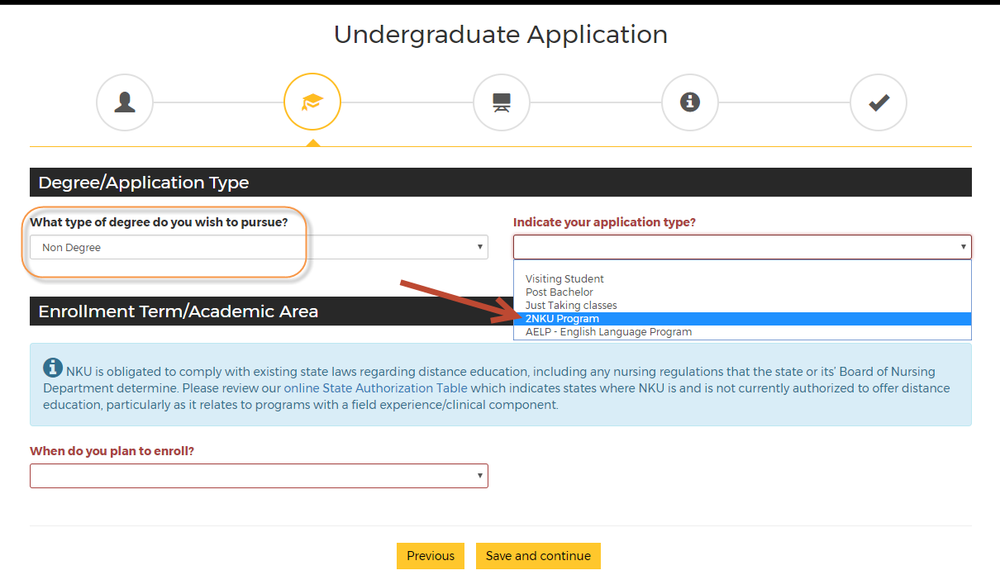 Undergraduate Application
Degree/Application Type
What type of degree do you wish to pursue?
Non Degree
Indicate your application type?
Visiting Student
Post Bachelor
Just Taking classes
2NKU Program
AELP - English Language Program
Enrollment Term/Academic Area
NKU is obligated to comply with existing state laws regarding distance education, including any nursing regulations that the state or its’ Board of Nursing
Department determine. Please review our online State Authorization Table which indicates states where NKU is and is not currently authorized to offer distance
education, particularly as it relates to programs with a field experience/clinical component.
When do you plan to enroll?
Previous
Save and continue